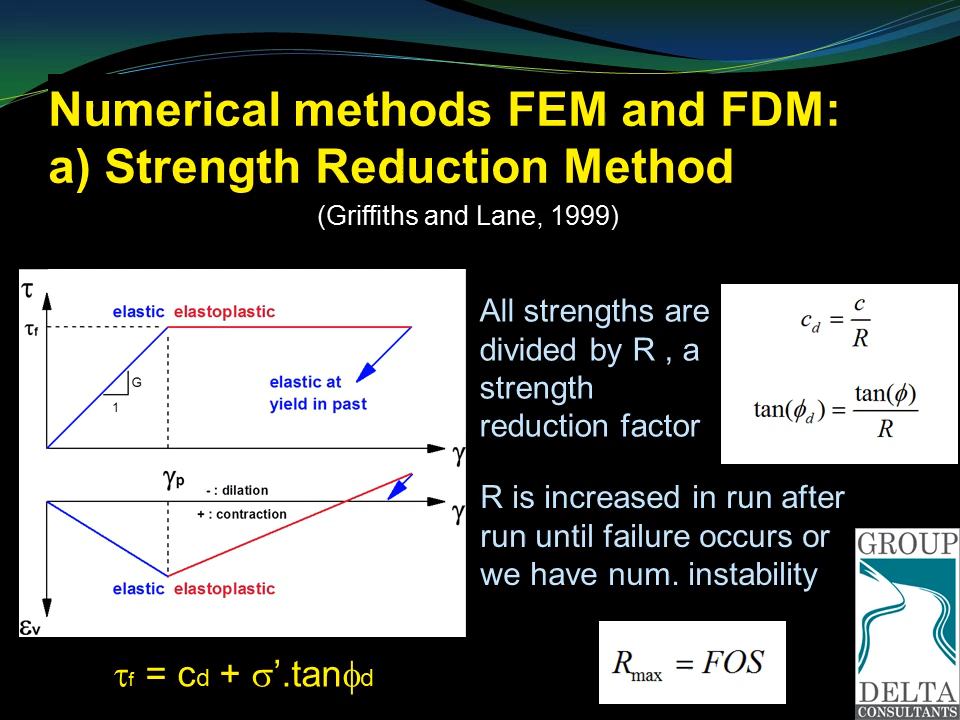 Numerical methods FEM and FDM:
a) Strength Reduction Method
(Griffiths and Lane, 1999)
τ
τf
elastic elastoplastic
G
1
elastic at
yield in past
γ
γp
- : dilation
+ : contraction
γ
elastic elastoplastic
εv
τf = cd + σ’.tanϕd
All strengths are
divided by R , a
strength
reduction factor
c_d = c/R
tan(ϕ_d) = tan(ϕ)/R
R is increased in run after
run until failure occurs or
we have num. instability
R_max = FOS
GROUP
DELTA
CONSULTANTS